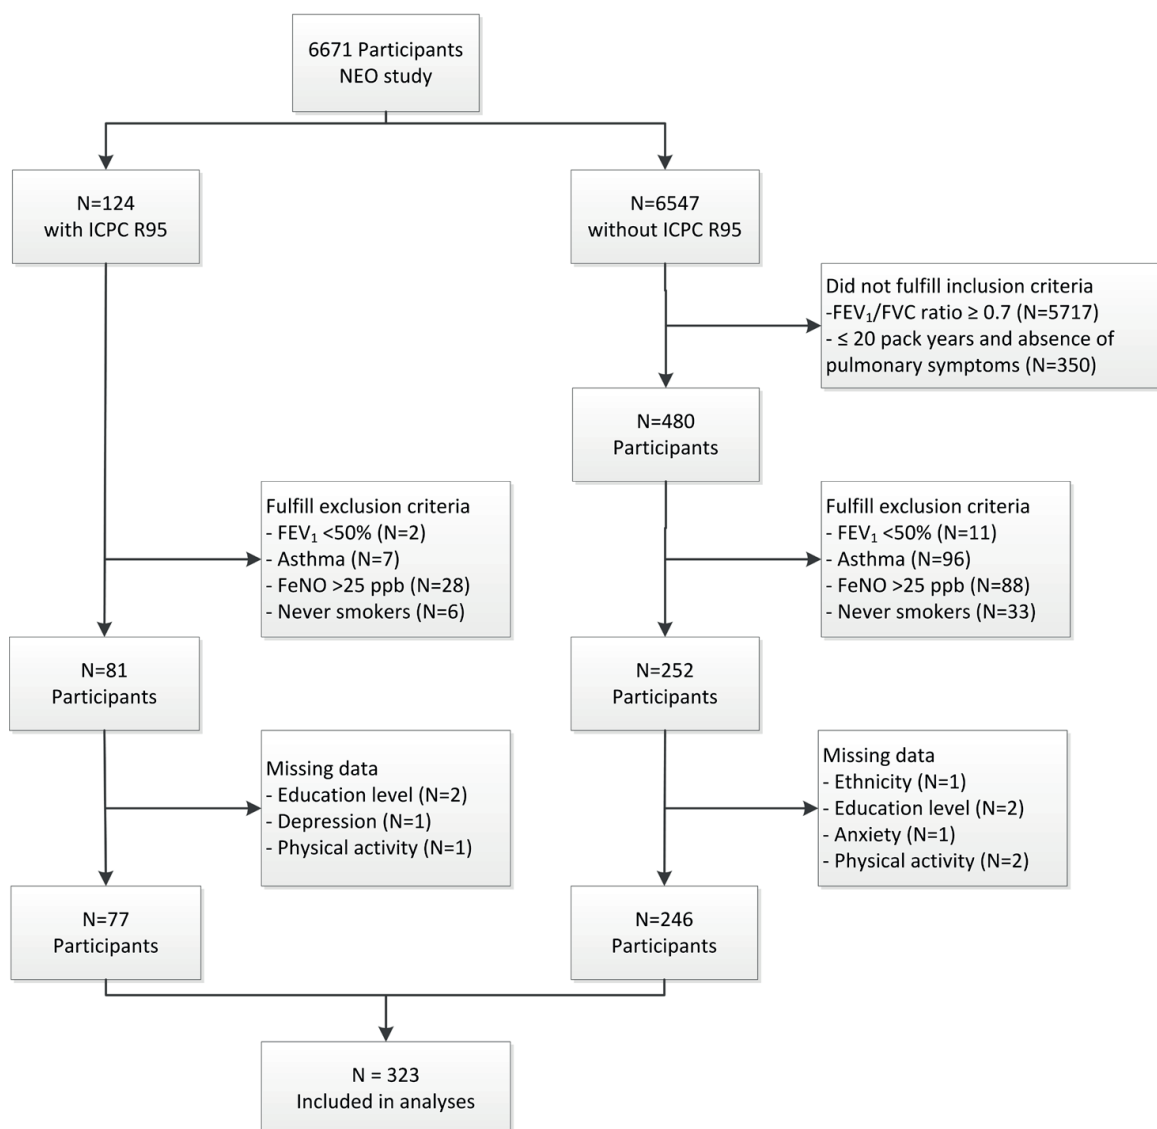 6671 Participants
NEO study
N=124
with ICPC R95
N=6547
without ICPC R95
Did not fulfill inclusion criteria
-FEV₁/FVC ratio ≥ 0.7 (N=5717)
- ≤ 20 pack years and absence of
pulmonary symptoms (N=350)
N=480
Participants
Fulfill exclusion criteria
- FEV₁ <50% (N=2)
- Asthma (N=7)
- FeNO >25 ppb (N=28)
- Never smokers (N=6)
Fulfill exclusion criteria
- FEV₁ <50% (N=11)
- Asthma (N=96)
- FeNO >25 ppb (N=88)
- Never smokers (N=33)
N=81
Participants
N=252
Participants
Missing data
- Education level (N=2)
- Depression (N=1)
- Physical activity (N=1)
Missing data
- Ethnicity (N=1)
- Education level (N=2)
- Anxiety (N=1)
- Physical activity (N=2)
N=77
Participants
N=246
Participants
N = 323
Included in analyses